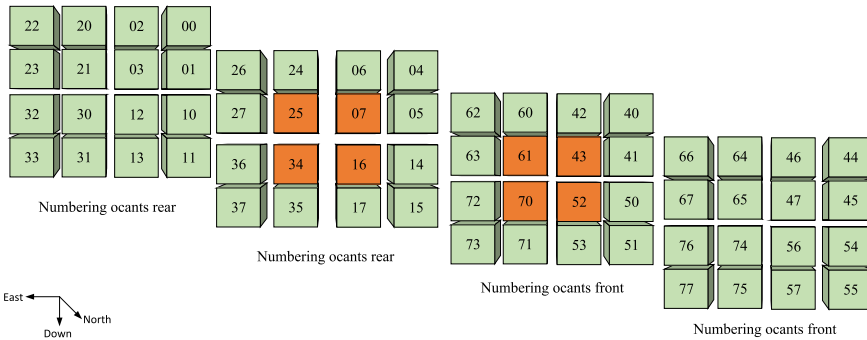 22 20 02 00
23 21 03 01
32 30 12 10
33 31 13 11
Numbering ocants rear
26 24 06 04
27 25 07 05
36 34 16 14
37 35 17 15
Numbering ocants rear
62 60 42 40
63 61 43 41
72 70 52 50
73 71 53 51
Numbering ocants front
66 64 46 44
67 65 47 45
76 74 56 54
77 75 57 55
Numbering ocants front
East
North
Down